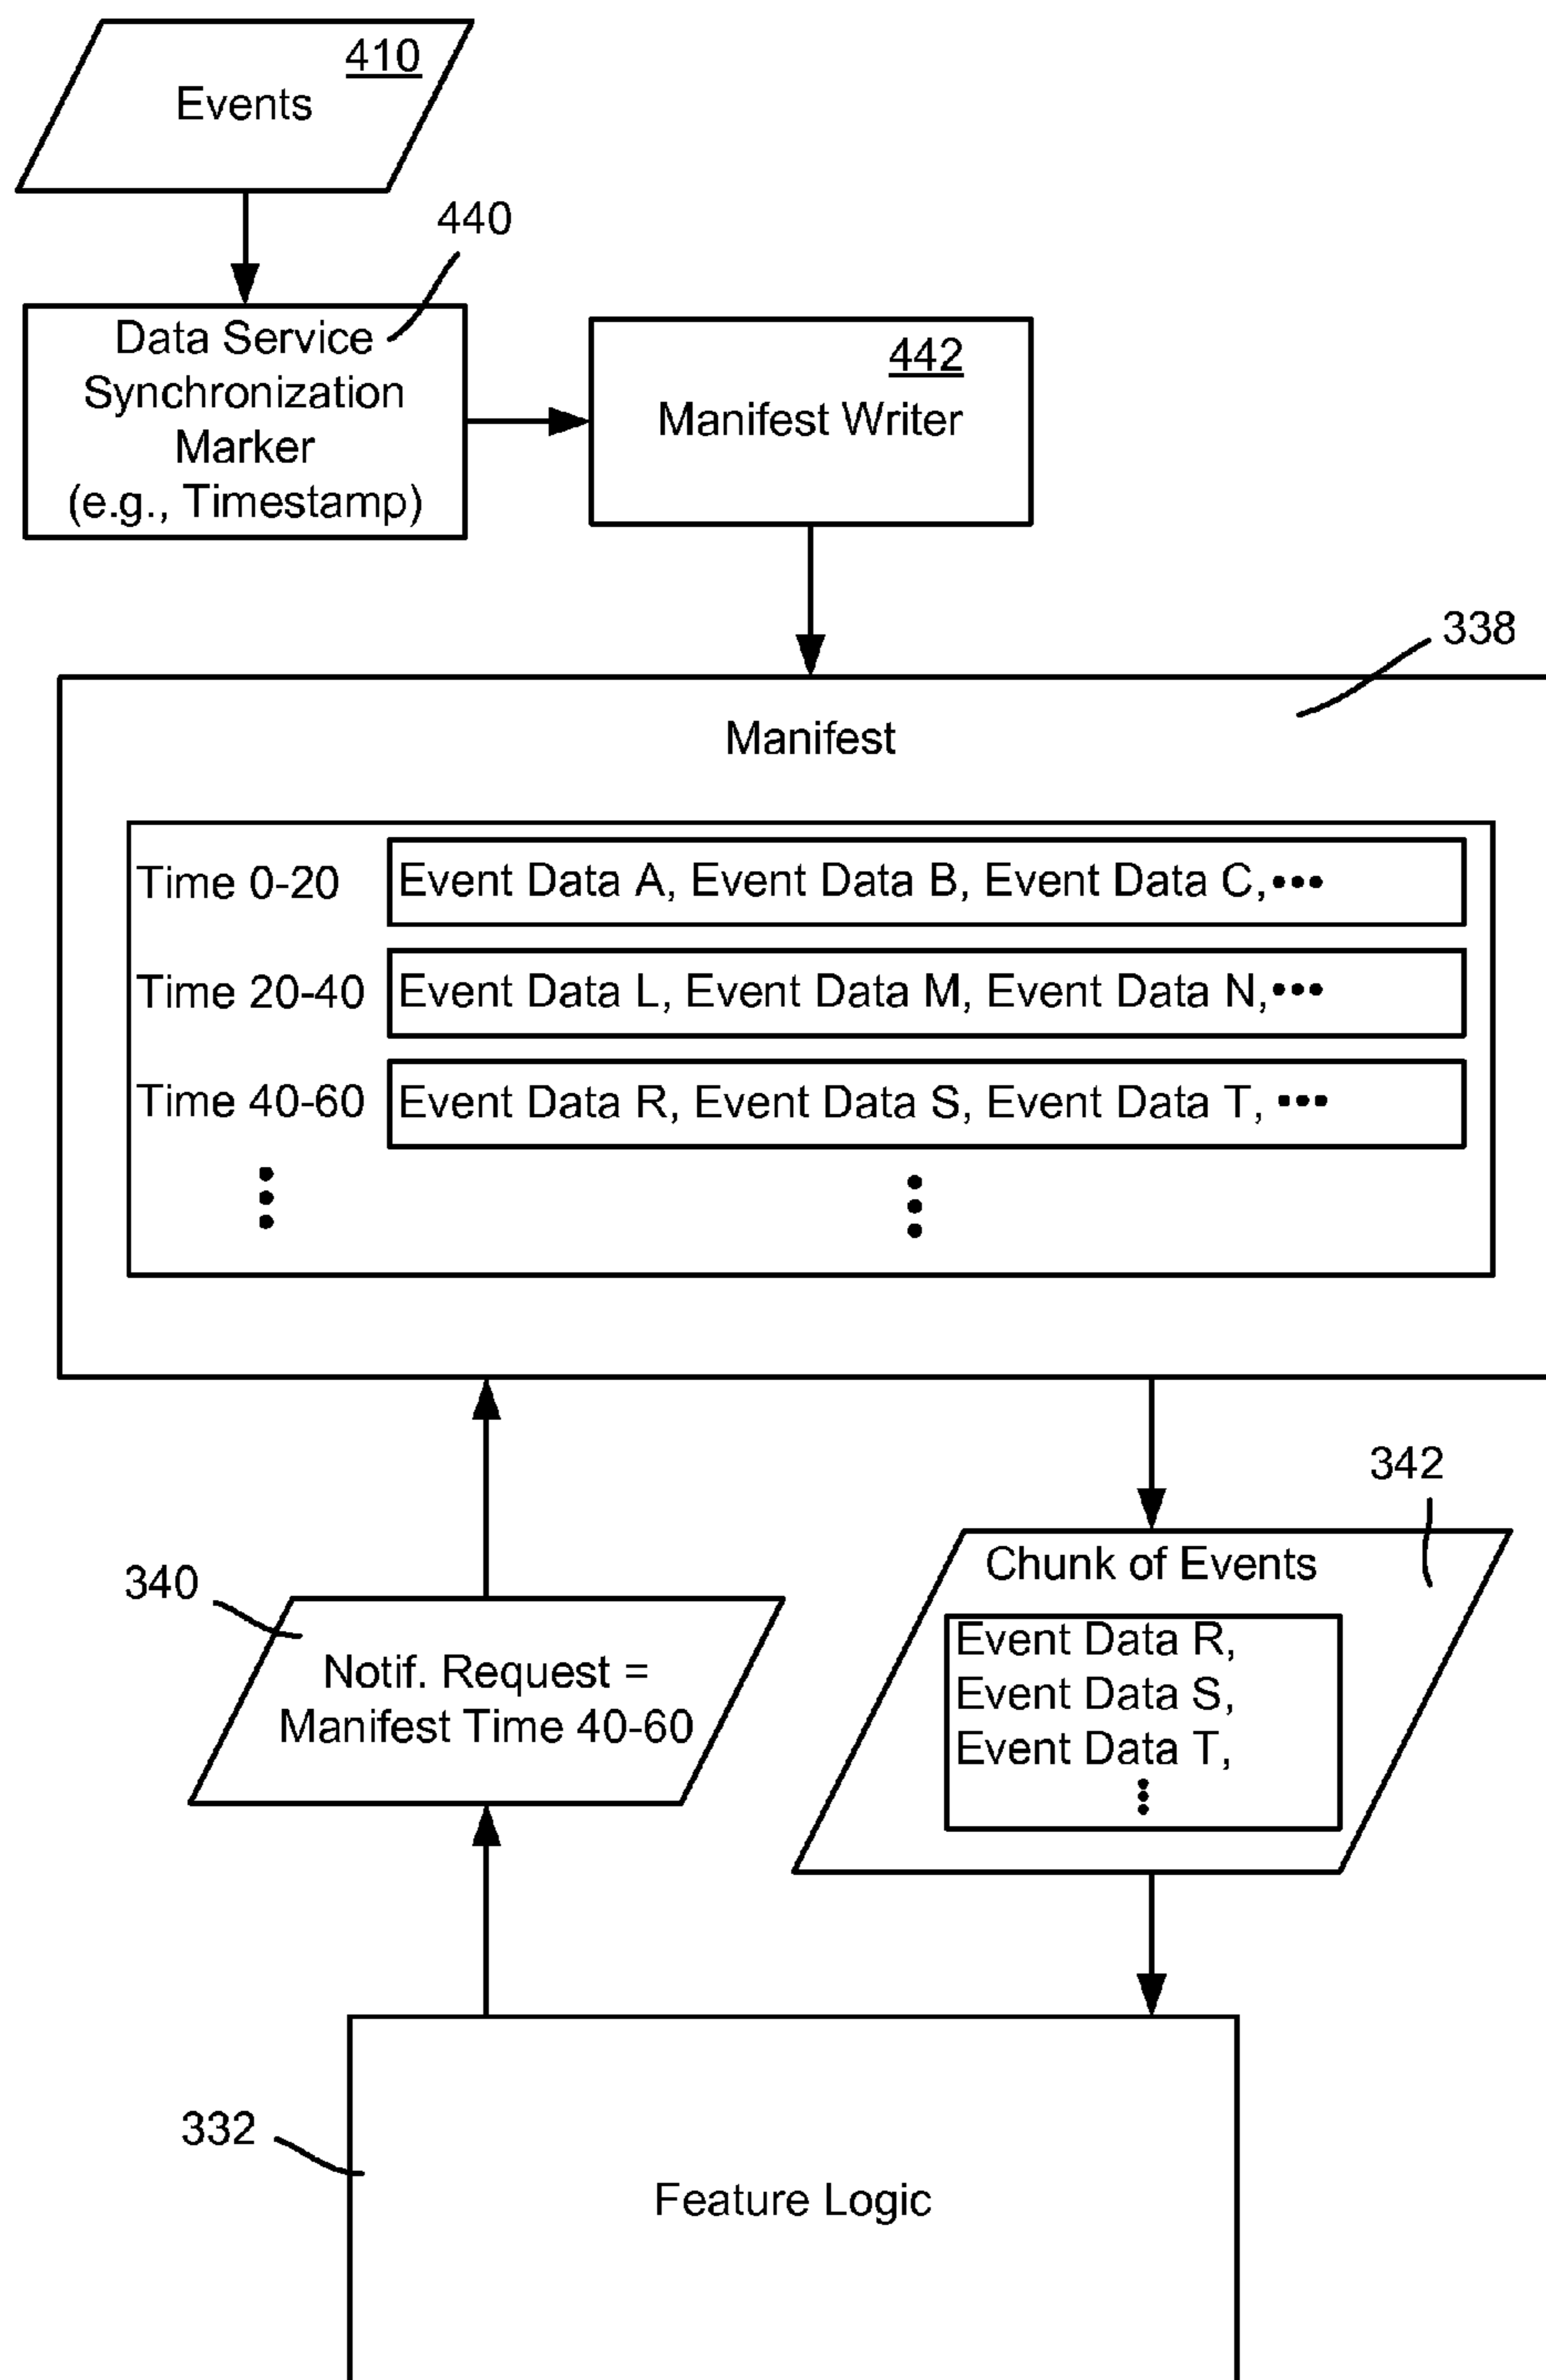 410
Events
440
Data Service
Synchronization
Marker
(e.g., Timestamp)
442
Manifest Writer
338
Manifest
Time 0-20 Event Data A, Event Data B, Event Data C,•••
Time 20-40 Event Data L, Event Data M, Event Data N,•••
Time 40-60 Event Data R, Event Data S, Event Data T, •••
342
Chunk of Events
Event Data R,
Event Data S,
Event Data T,
340
Notif. Request =
Manifest Time 40-60
332
Feature Logic